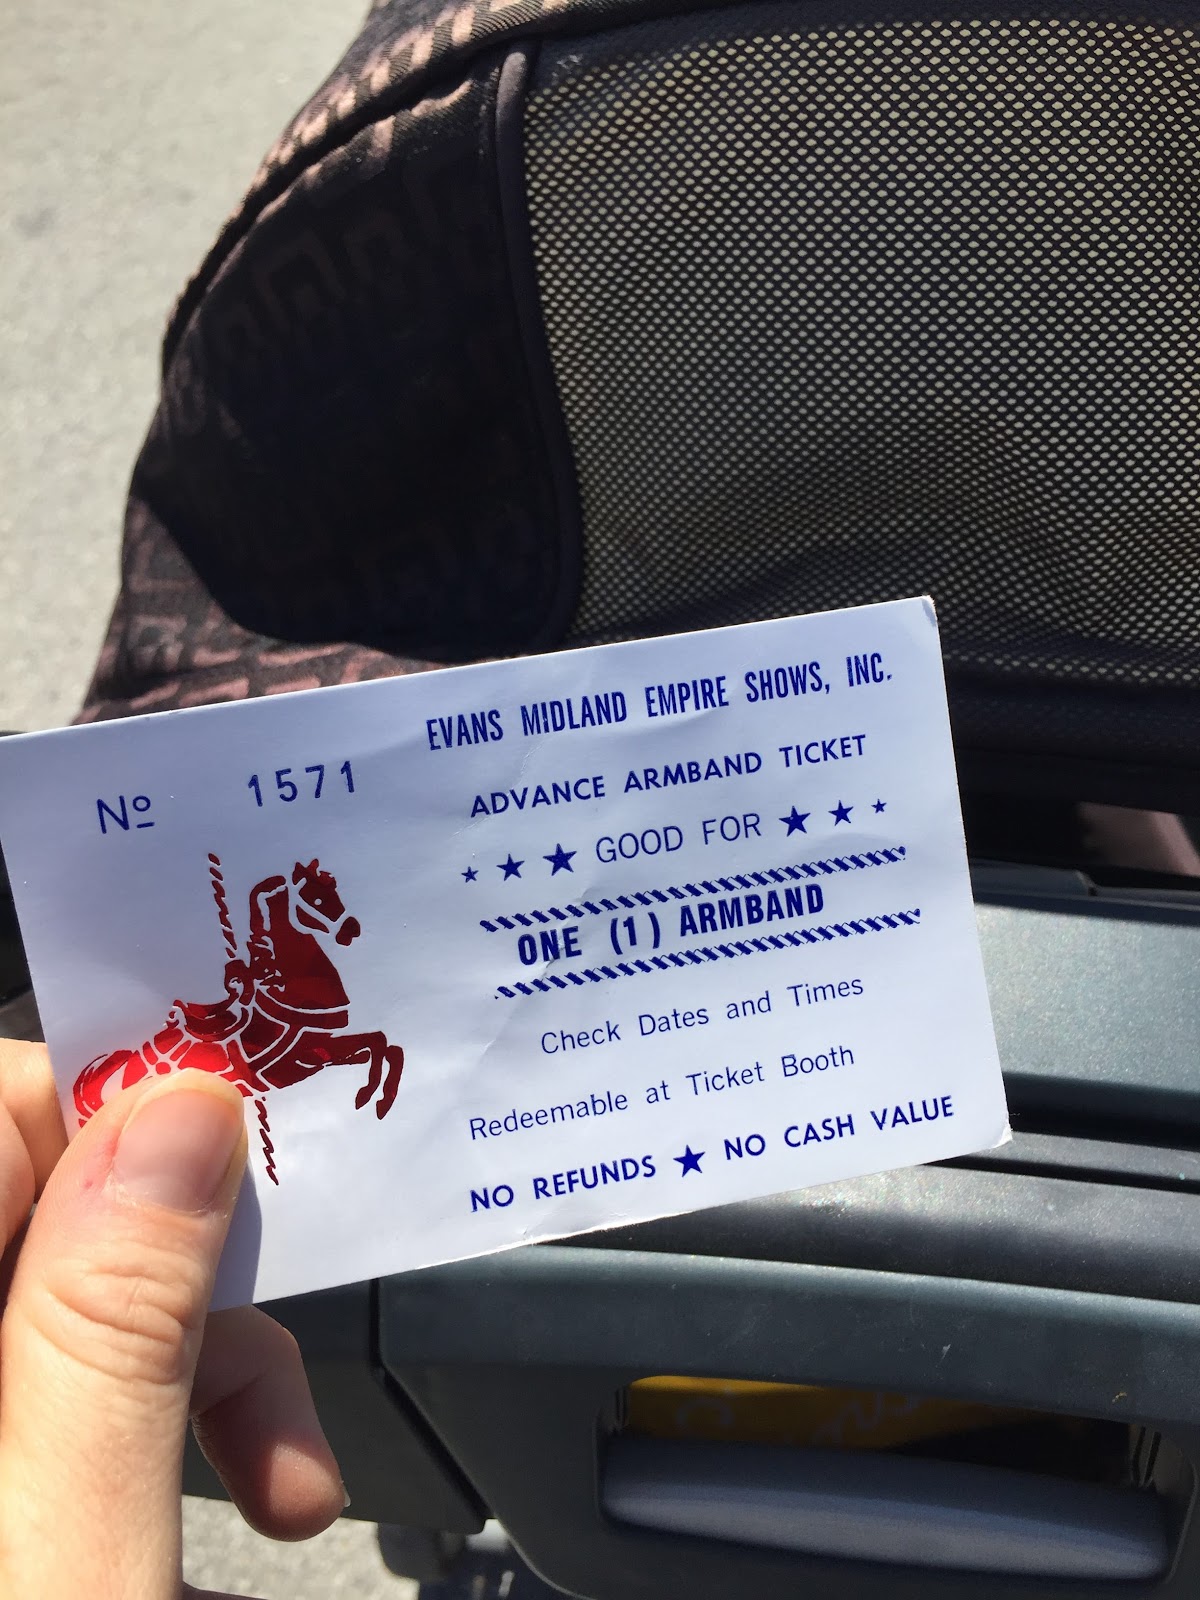 EVANS MIDLAND EMPIRE SHOWS, INC.
Nº 1571
ADVANCE ARMBAND TICKET
★ ★ ★ GOOD FOR ★ ★ ★
ONE (1) ARMBAND
Check Dates and Times
Redeemable at Ticket Booth
NO REFUNDS ★ NO CASH VALUE